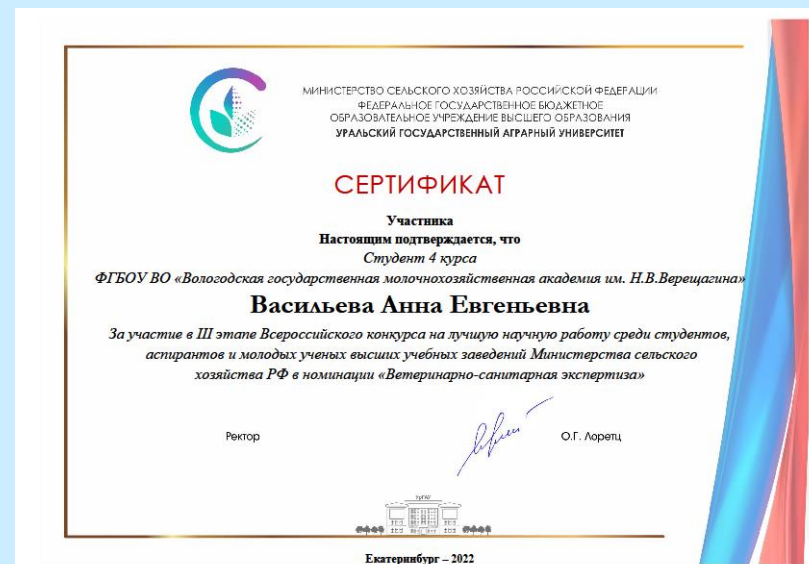 МИНИСТЕРСТВО СЕЛЬСКОГО ХОЗЯЙСТВА РОССИЙСКОЙ ФЕДЕРАЦИИ
ФЕДЕРАЛЬНОЕ ГОСУДАРСТВЕННОЕ БЮДЖЕТНОЕ
ОБРАЗОВАТЕЛЬНОЕ УЧРЕЖДЕНИЕ ВЫСШЕГО ОБРАЗОВАНИЯ
УРАЛЬСКИЙ ГОСУДАРСТВЕННЫЙ АГРАРНЫЙ УНИВЕРСИТЕТ
СЕРТИФИКАТ
Участника
Настоящим подтверждается, что
Студент 4 курса
ФГБОУ ВО «Вологодская государственная молочнохозяйственная академия им. Н.В.Верещагина»
Васильева Анна Евгеньевна
За участие в III этапе Всероссийского конкурса на лучшую научную работу среди студентов,
аспирантов и молодых ученых высших учебных заведений Министерства сельского
хозяйства РФ в номинации «Ветеринарно-санитарная экспертиза»
Ректор О.Г. Лоретц
УрГАУ
Екатеринбург – 2022